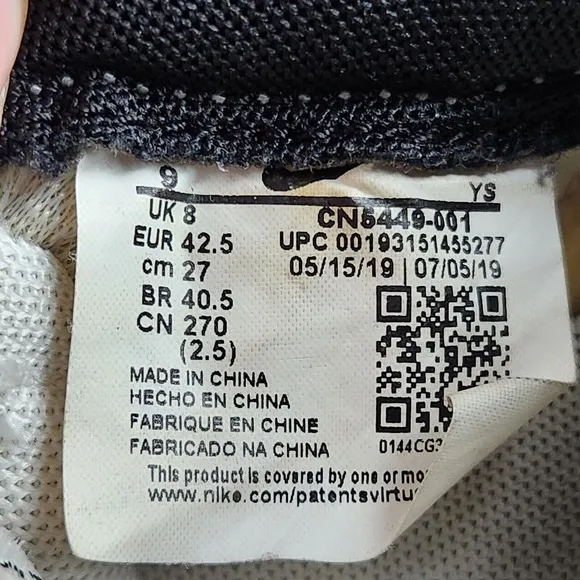 9 YS
UK 8 CN5449-001
EUR 42.5 UPC 00193151455277
cm 27 05/15/19 | 07/05/19
BR 40.5
CN 270
(2.5)
MADE IN CHINA
HECHO EN CHINA
FABRIQUE EN CHINE
FABRICADO NA CHINA
0144CG3
This product is covered by one or mo
www.nike.com/patentsvirtu